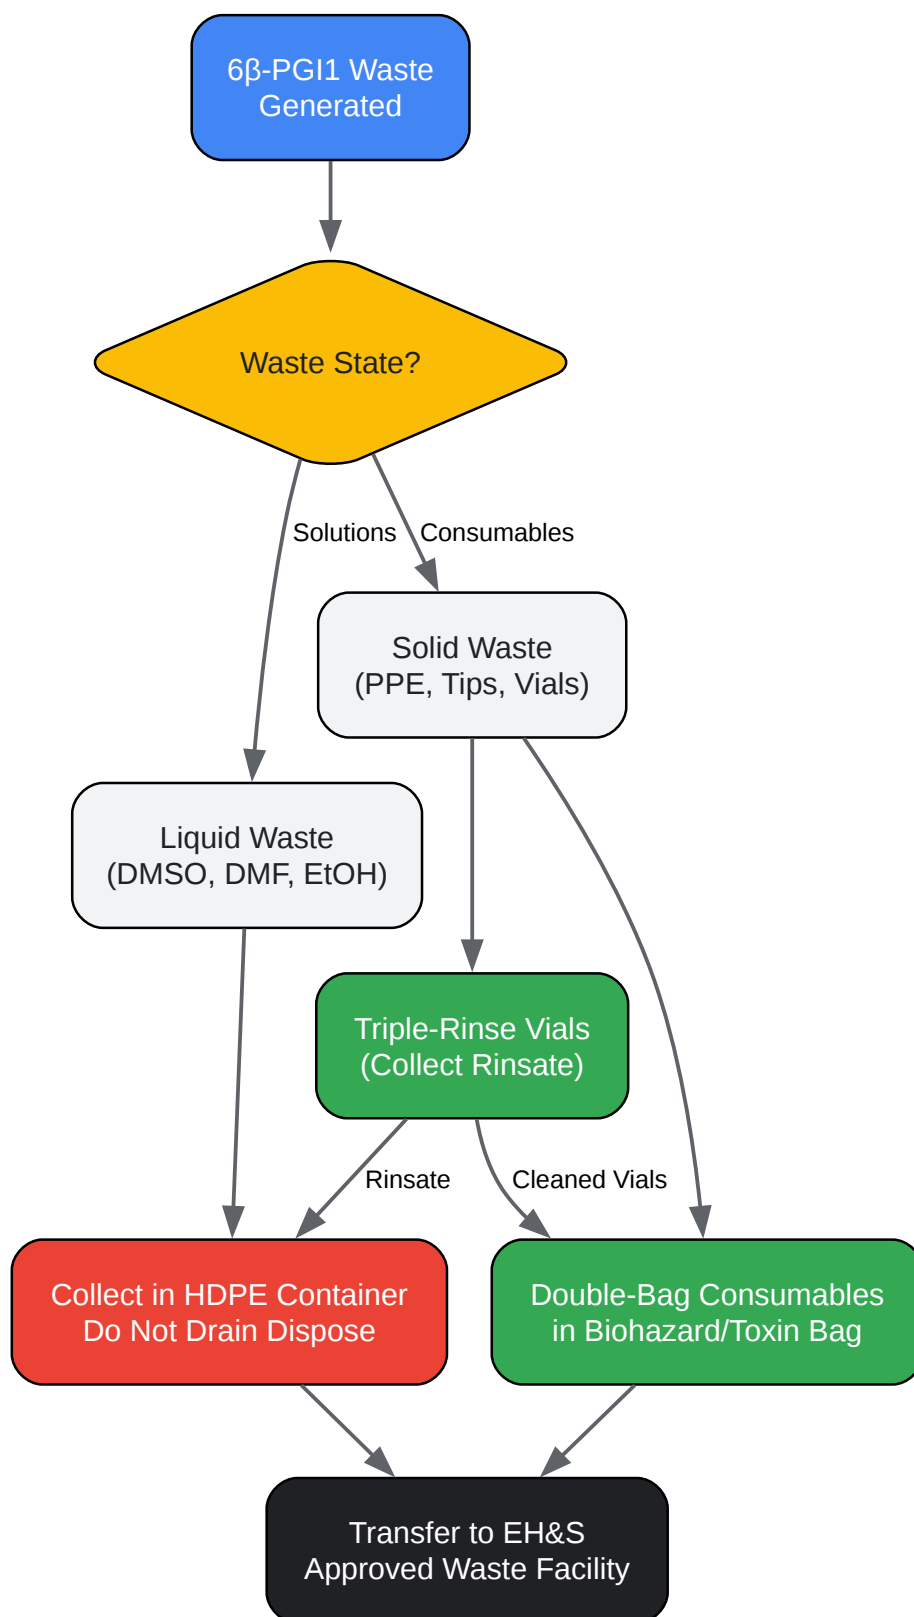 6β-PGI1 Waste
Generated
Waste State?
Solutions
Consumables
Solid Waste
(PPE, Tips, Vials)
Liquid Waste
(DMSO, DMF, EtOH)
Triple-Rinse Vials
(Collect Rinsate)
Rinsate
Cleaned Vials
Collect in HDPE Container
Do Not Drain Dispose
Double-Bag Consumables
in Biohazard/Toxin Bag
Transfer to EH&S
Approved Waste Facility